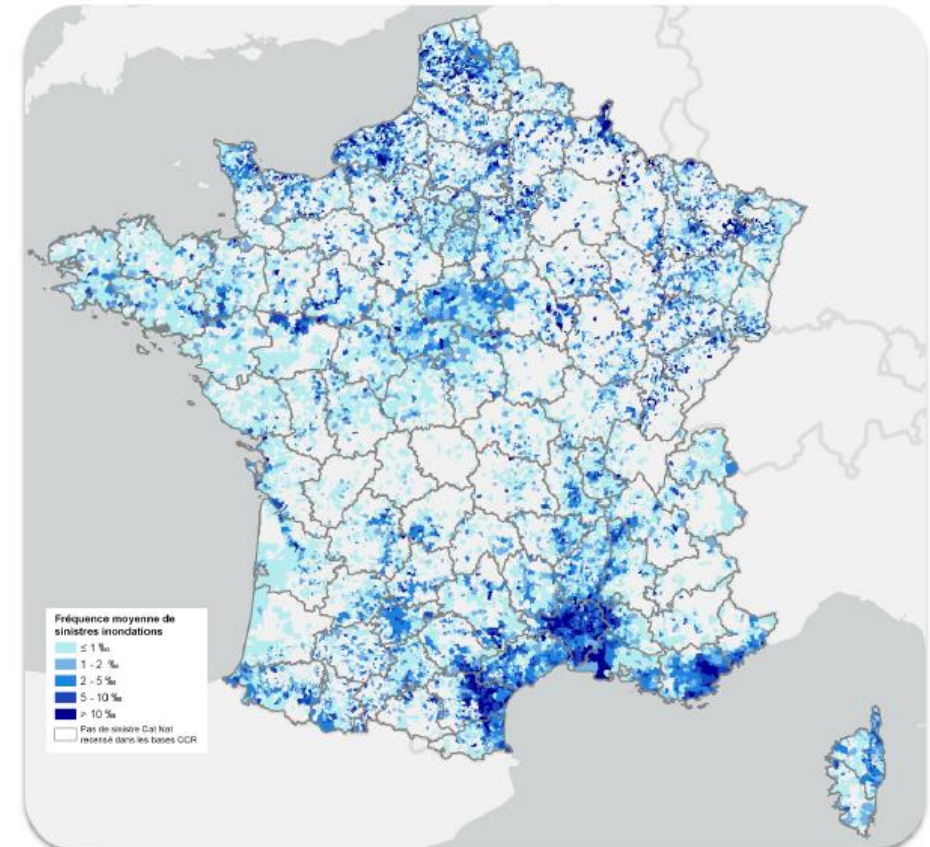 Fréquence moyenne de
sinistres inondations
≤ 1 ‰
1 - 2 ‰
2 - 5 ‰
5 - 10 ‰
> 10 ‰
Pas de sinistre Cat Nat
recensé dans les bases CCR